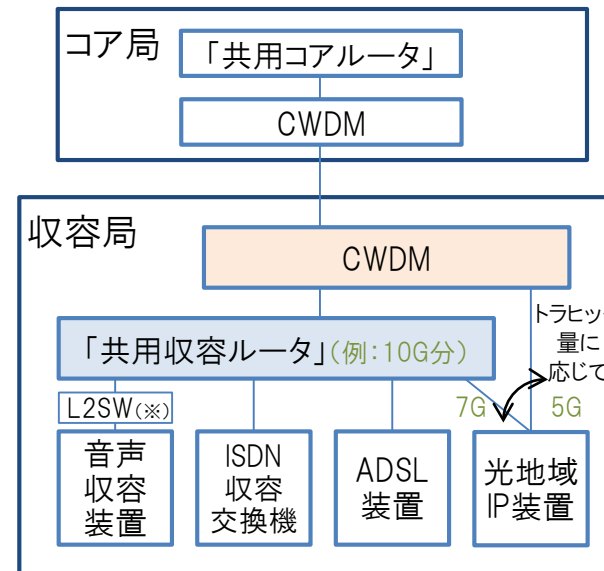 コア局
「共用コアルータ」
CWDM
収容局
CWDM
トラヒック
量に
応じて
「共用収容ルータ」(例:10G分)
7G
5G
L2SW(※)
音声
収容
装置
ISDN
収容
交換機
ADSL
装置
光地域
IP装置